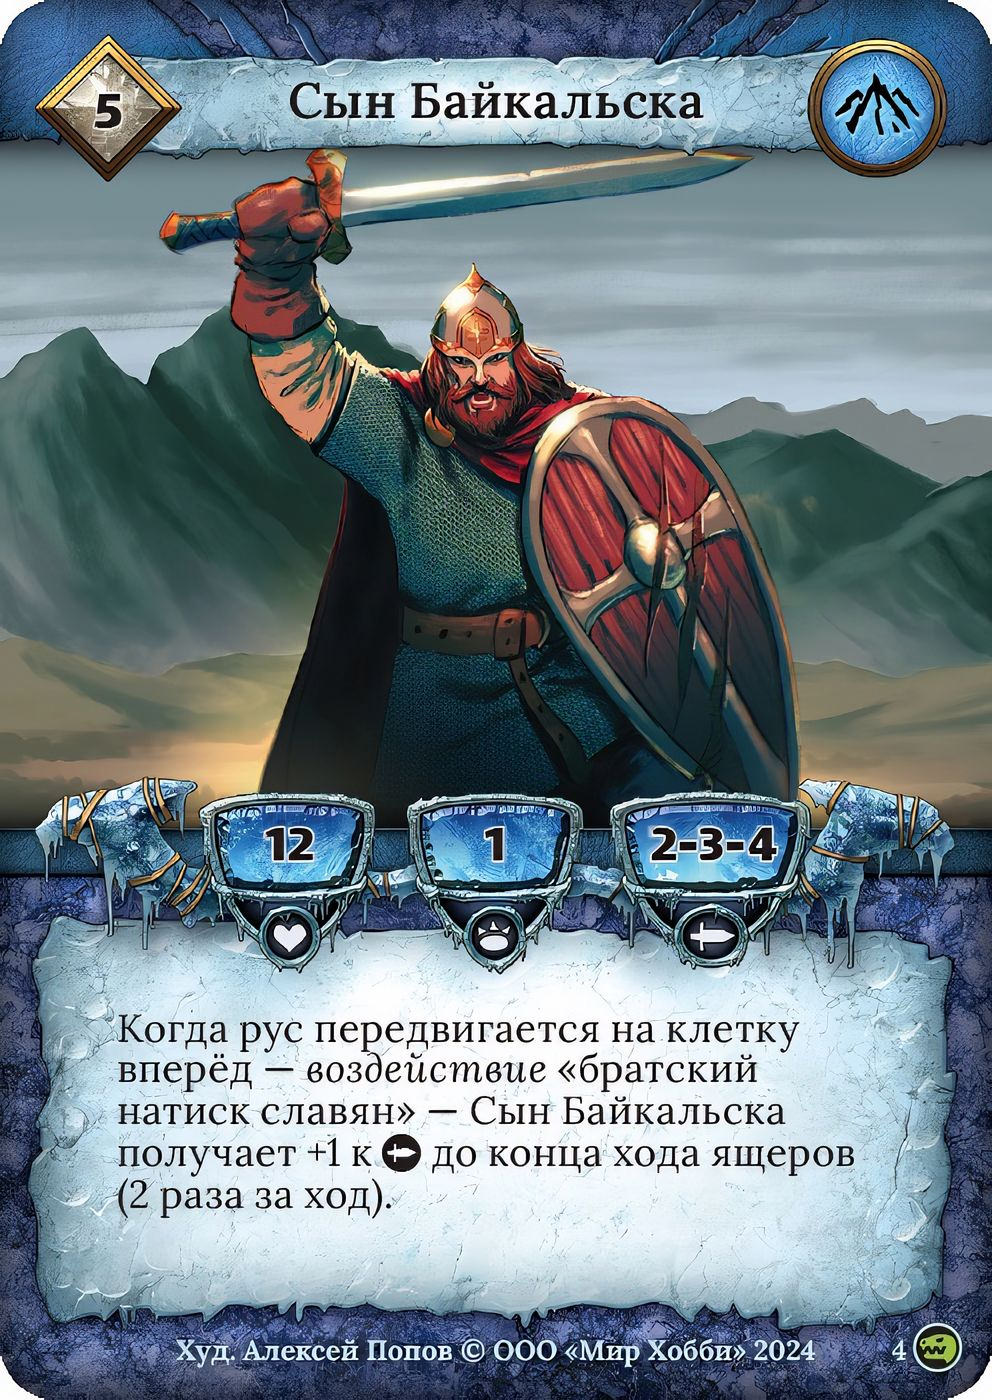 5
Сын Байкальска
12
1
2-3-4
Когда рус передвигается на клетку
вперёд — воздействие «братский
натиск славян» — Сын Байкальска
получает +1 к до конца хода ящеров
(2 раза за ход).
Худ. Алексей Попов © ООО «Мир Хобби» 2024
4